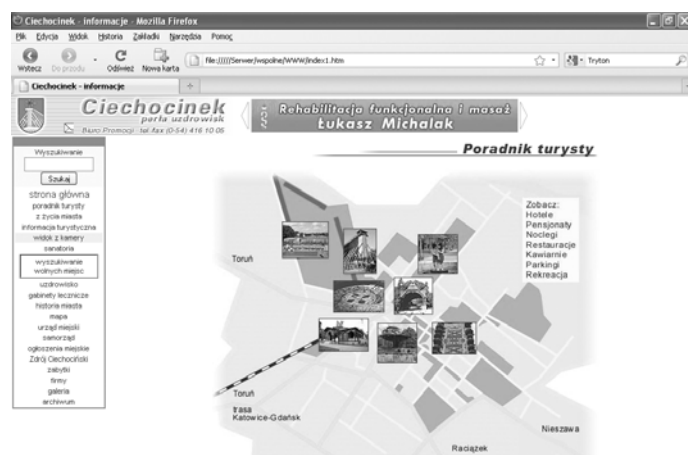 Ciechocinek - informacje - Mozilla Firefox
Plik Edycja Widok Historia Zakładki Narzędzia Pomoc
Wstecz Do przodu Odśwież Nowa karta file://///Serwer/wspolne/WWW/index1.htm Tryton
Ciechocinek - informacje
Ciechocinek
perła uzdrowisk
Biuro Promocji tel./fax (0-54) 416 10 05
Rehabilitacja funkcjonalna i masaż
Łukasz Michalak
Poradnik turysty
Wyszukiwanie
Szukaj
strona główna
poradnik turysty
z życia miasta
informacja turystyczna
widok z kamery
sanatoria
wyszukiwanie
wolnych miejsc
uzdrowisko
gabinety lecznicze
historia miasta
mapa
urząd miejski
samorząd
ogłoszenia miejskie
Zdrój Ciechociński
zabytki
firmy
galeria
archiwum
Zobacz:
Hotele
Pensjonaty
Noclegi
Restauracje
Kawiarnie
Parkingi
Rekreacja
Toruń
Toruń
trasa
Katowice-Gdańsk
Nieszawa
Raciążek